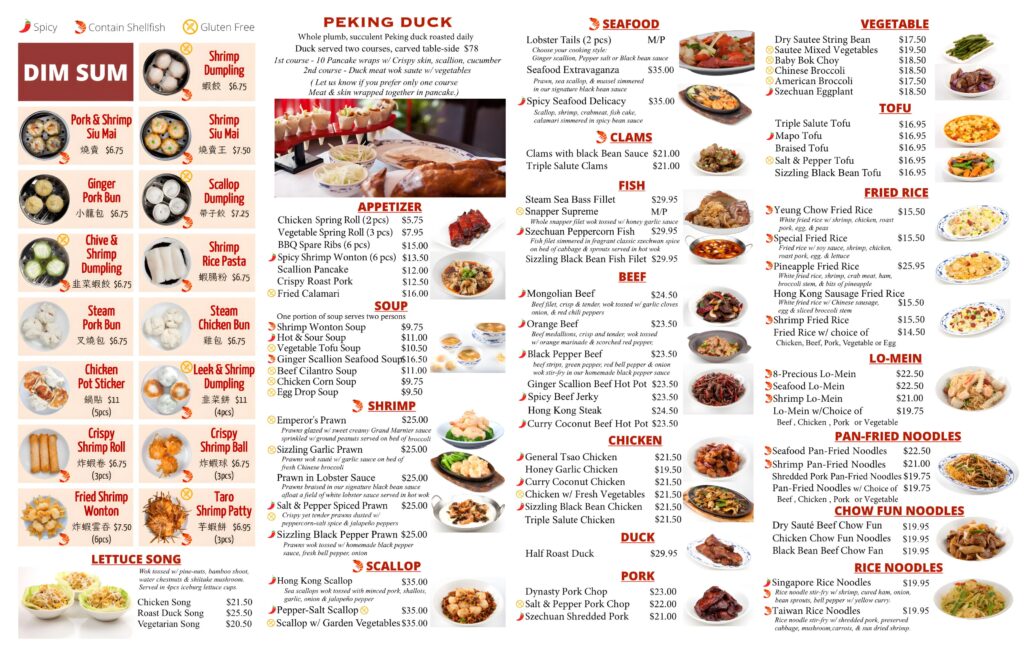 Spicy
Contain Shellfish
Gluten Free
DIM SUM
Shrimp
Dumpling
蝦餃 $6.75
Pork & Shrimp
Siu Mai
燒賣 $6.75
Shrimp
Siu Mai
燒賣王 $7.50
Ginger
Pork Bun
小籠包 $6.75
Scallop
Dumpling
帶子餃 $7.25
Chive &
Shrimp
Dumpling
韭菜蝦餃 $6.75
Shrimp
Rice Pasta
蝦腸粉 $6.75
Steam
Pork Bun
叉燒包 $6.75
Steam
Chicken Bun
雞包 $6.75
Chicken
Pot Sticker
鍋貼 $11
(5pcs)
Leek & Shrimp
Dumpling
韭菜餅 $11
(4pcs)
Crispy
Shrimp Roll
炸蝦卷 $6.75
(3pcs)
Crispy
Shrimp Ball
炸蝦球 $6.75
(3pcs)
Fried Shrimp
Wonton
炸蝦雲吞 $7.50
(6pcs)
Taro
Shrimp Patty
芋蝦餅 $6.95
(3pcs)
LETTUCE SONG
Wok tossed w/ pine-nuts, bamboo shoot,
water chestnuts & shitake mushroom.
Served in 4pcs iceburg lettuce cups.
Chicken Song $21.50
Roast Duck Song $25.50
Vegetarian Song $20.50
PEKING DUCK
Whole plumb, succulent Peking duck roasted daily
Duck served two courses, carved table-side $78
1st course - 10 Pancake wraps w/ Crispy skin, scallion, cucumber
2nd course - Duck meat wok saute w/ vegetables
( Let us know if you prefer only one course
Meat & skin wrapped together in pancake.)
APPETIZER
Chicken Spring Roll (2pcs) $5.75
Vegetable Spring Roll (3 pcs) $7.95
BBQ Spare Ribs (6 pcs) $15.00
Spicy Shrimp Wonton (6 pcs) $13.50
Scallion Pancake $12.00
Crispy Roast Pork $12.50
Fried Calamari $16.00
SOUP
One portion of soup serves two persons
Shrimp Wonton Soup $9.75
Hot & Sour Soup $11.00
Vegetable Tofu Soup $10.50
Ginger Scallion Seafood Soup $16.50
Beef Cilantro Soup $11.00
Chicken Corn Soup $9.75
Egg Drop Soup $9.50
SHRIMP
Emperor's Prawn $25.00
Prawns glazed w/ sweet creamy Grand Marnier sauce
sprinkled w/ground peanuts served on bed of broccoli
Sizzling Garlic Prawn $25.00
Prawns wok sauté w/ garlic sauce on bed of
fresh Chinese broccoli
Prawn in Lobster Sauce $25.00
Prawns braised in our signature black bean sauce
afloat a field of white lobster sauce served in hot wok
Salt & Pepper Spiced Prawn $25.00
Crispy yet tender prawns dusted w/
peppercorn-salt spice & jalapeño peppers
Sizzling Black Pepper Prawn $25.00
Prawns wok tossed w/ homemade black pepper
sauce, fresh bell pepper, onion
SCALLOP
Hong Kong Scallop $35.00
Sea scallops wok tossed with minced pork, shallots,
garlic, onion & jalapeño pepper
Pepper-Salt Scallop $35.00
Scallop w/ Garden Vegetables $35.00
SEAFOOD
Lobster Tails (2 pcs) M/P
Choose your cooking style:
Ginger scallion, Pepper salt or Black bean sauce
Seafood Extravaganza $35.00
Prawn, sea scallop, & mussel simmered
in our signature black bean sauce
Spicy Seafood Delicacy $35.00
Scallop, shrimp, crabmeat, fish cake,
calamari simmered in spicy bean sauce
CLAMS
Clams with black Bean Sauce $21.00
Triple Salute Clams $21.00
FISH
Steam Sea Bass Fillet $29.95
Snapper Supreme M/P
Whole snapper filet wok tossed w/ honey garlic sauce
Szechuan Peppercorn Fish $29.95
Fish filet simmered in fragrant classic szechwan spice
on bed of cabbage & sprouts served in hot wok
Sizzling Black Bean Fish Filet $29.95
BEEF
Mongolian Beef $24.50
Beef filet, crisp & tender, wok tossed w/ garlic cloves,
onion, & red chili peppers
Orange Beef $23.50
Beef medallions, crisp and tender, wok tossed
w/ orange marinade & scorched red pepper,
Black Pepper Beef $23.50
beef strips, green pepper, red bell pepper & onion
wok stir-fry in our homemade black pepper sauce
Ginger Scallion Beef Hot Pot $23.50
Spicy Beef Jerky $23.50
Hong Kong Steak $24.50
Curry Coconut Beef Hot Pot $23.50
CHICKEN
General Tsao Chicken $21.50
Honey Garlic Chicken $19.50
Curry Coconut Chicken $21.50
Chicken w/ Fresh Vegetables $21.50
Sizzling Black Bean Chicken $21.50
Triple Salute Chicken $21.50
DUCK
Half Roast Duck $29.95
PORK
Dynasty Pork Chop $23.00
Salt & Pepper Pork Chop $22.00
Szechuan Shredded Pork $21.00
VEGETABLE
Dry Sautee String Bean $17.50
Sautee Mixed Vegetables $19.50
Baby Bok Choy $18.50
Chinese Broccoli $18.50
American Broccoli $17.50
Szechuan Eggplant $18.50
TOFU
Triple Salute Tofu $16.95
Mapo Tofu $16.95
Braised Tofu $16.95
Salt & Pepper Tofu $16.95
Sizzling Black Bean Tofu $16.95
FRIED RICE
Yeung Chow Fried Rice $15.50
White fried rice w/ shrimp, chicken, roast
pork, egg, & peas
Special Fried Rice $15.50
Fried rice w/ soy sauce, shrimp, chicken,
roast pork, egg, & lettuce
Pineapple Fried Rice $25.95
White fried rice, shrimp, crab meat, ham,
broccoli stem, & bits of pineapple
Hong Kong Sausage Fried Rice
White fried rice w/ Chinese sausage, $15.50
egg & sliced broccoli stem
Shrimp Fried Rice $15.50
Fried Rice w/ choice of $14.50
Chicken, Beef, Pork, Vegetable or Egg
LO-MEIN
8-Precious Lo-Mein $22.50
Seafood Lo-Mein $22.50
Shrimp Lo-Mein $21.00
Lo-Mein w/Choice of $19.75
Beef , Chicken , Pork or Vegetable
PAN-FRIED NOODLES
Seafood Pan-Fried Noodles $22.50
Shrimp Pan-Fried Noodles $21.00
Shredded Pork Pan-Fried Noodles $19.75
Pan-Fried Noodles w/ Choice of $19.75
Beef , Chicken , Pork or Vegetable
CHOW FUN NOODLES
Dry Sauté Beef Chow Fun $19.95
Chicken Chow Fun Noodles $19.95
Black Bean Beef Chow Fan $19.95
RICE NOODLES
Singapore Rice Noodles $19.95
Rice noodle stir-fry w/ shrimp, cured ham, onion,
bean sprouts, bell pepper w/ yellow curry.
Taiwan Rice Noodles $19.95
Rice noodle stir fry w/ shredded pork, preserved
cabbage, mushroom,carrots, & sun dried shrimp